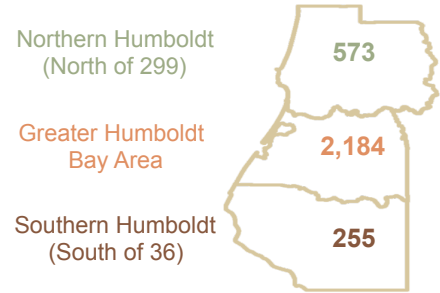 Northern Humboldt
(North of 299)
573
Greater Humboldt
Bay Area
2,184
Southern Humboldt
(South of 36)
255